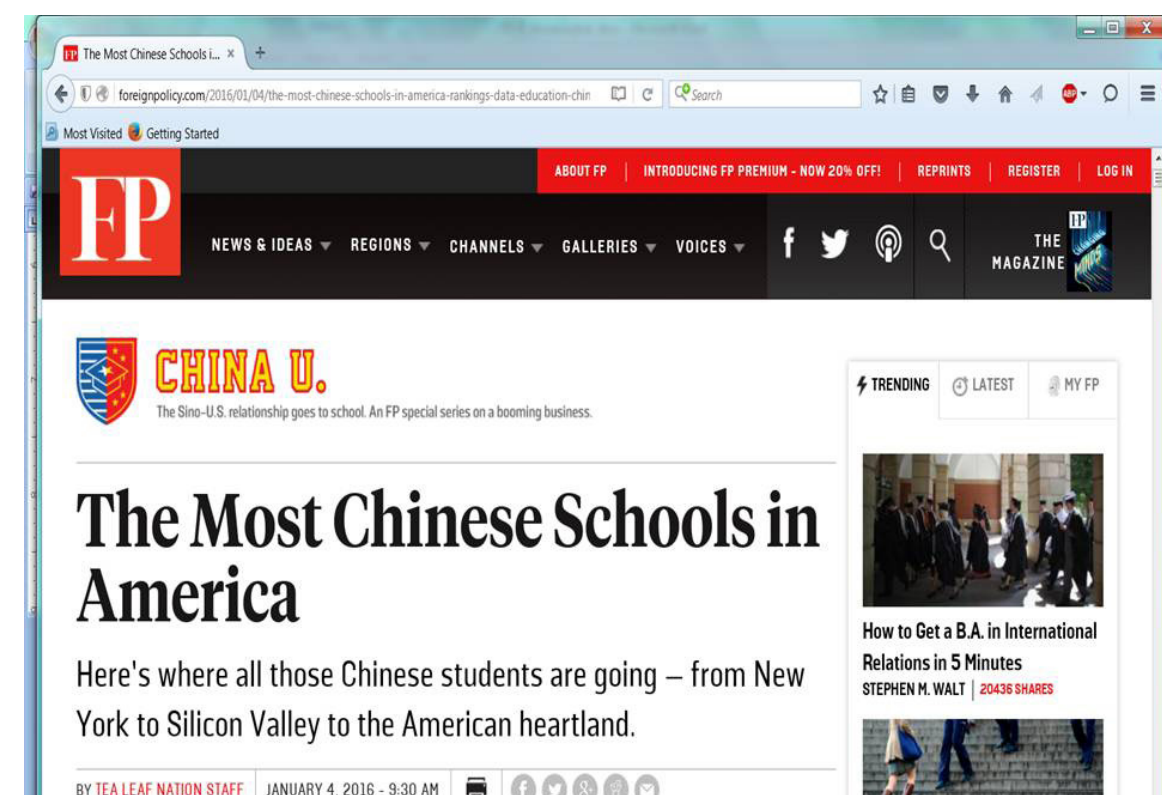 The Most Chinese Schools i... × +
foreignpolicy.com/2016/01/04/the-most-chinese-schools-in-america-rankings-data-education-chin
Search
ABP
Most Visited Getting Started
ABOUT FP | INTRODUCING FP PREMIUM - NOW 20% OFF! | REPRINTS | REGISTER | LOG IN
FP
NEWS & IDEAS REGIONS CHANNELS GALLERIES VOICES
THE
MAGAZINE
CHINA U.
The Sino-U.S. relationship goes to school. An FP special series on a booming business.
The Most Chinese Schools in
America
Here's where all those Chinese students are going — from New
York to Silicon Valley to the American heartland.
BY TEA LEAF NATION STAFF JANUARY 4, 2016 - 9:30 AM
TRENDING LATEST MY FP
How to Get a B.A. in International
Relations in 5 Minutes
STEPHEN M. WALT | 20436 SHARES